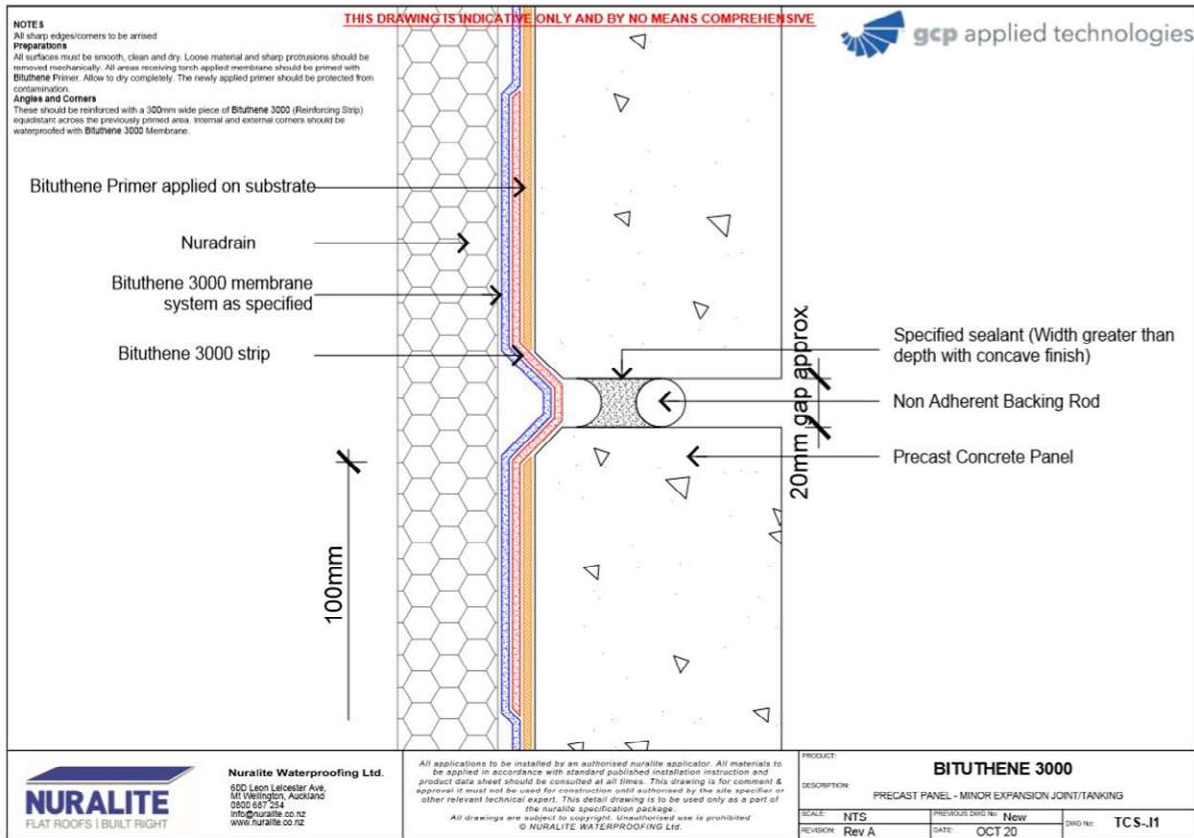 THIS DRAWING IS INDICATIVE ONLY AND BY NO MEANS COMPREHENSIVE
gcp applied technologies
NOTES
All sharp edges/corners to be arrised
Preparations
All surfaces must be smooth, clean and dry. Loose material and sharp protrusions should be
removed mechanically. All areas receiving torch applied membrane should be primed with
Bituthene Primer. Allow to dry completely. The newly applied primer should be protected from
contamination.
Angles and Corners
These should be reinforced with a 300mm wide piece of Bituthene 3000 (Reinforcing Strip)
equidistant across the previously primed area. Internal and external corners should be
waterproofed with Bituthene 3000 Membrane.
Bituthene Primer applied on substrate
Nuradrain
Bituthene 3000 membrane
system as specified
Bituthene 3000 strip
100mm
20mm gap approx.
Specified sealant (Width greater than
depth with concave finish)
Non Adherent Backing Rod
Precast Concrete Panel
NURALITE
FLAT ROOFS | BUILT RIGHT
Nuralite Waterproofing Ltd.
60D Leon Leicester Ave,
Mt Wellington, Auckland
0800 687 254
info@nuralite.co.nz
www.nuralite.co.nz
All applications to be installed by an authorised nuralite applicator. All materials to
be applied in accordance with standard published installation instruction and
product data sheet should be consulted at all times. This drawing is for comment &
approval it must not be used for construction until authorised by the site specifier or
other relevant technical expert. This detail drawing is to be used only as a part of
the nuralite specification package.
All drawings are subject to copyright. Unauthorised use is prohibited
© NURALITE WATERPROOFING Ltd.
PRODUCT:
BITUTHENE 3000
DESCRIPTION:
PRECAST PANEL - MINOR EXPANSION JOINT/TANKING
SCALE: NTS
PREVIOUS DWG No: New
REVISION: Rev A
DATE: OCT 20
DWG No: TCS-J1